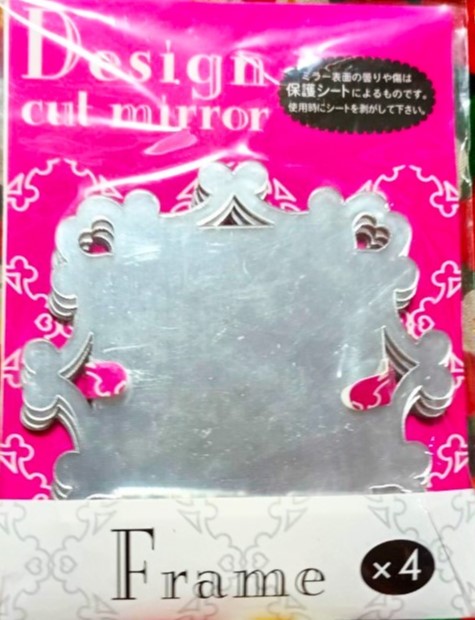 Design
cut mirror
ミラー表面の曇りや傷は
保護シートによるものです。
使用時にシートを剥がして下さい。
Frame
×4